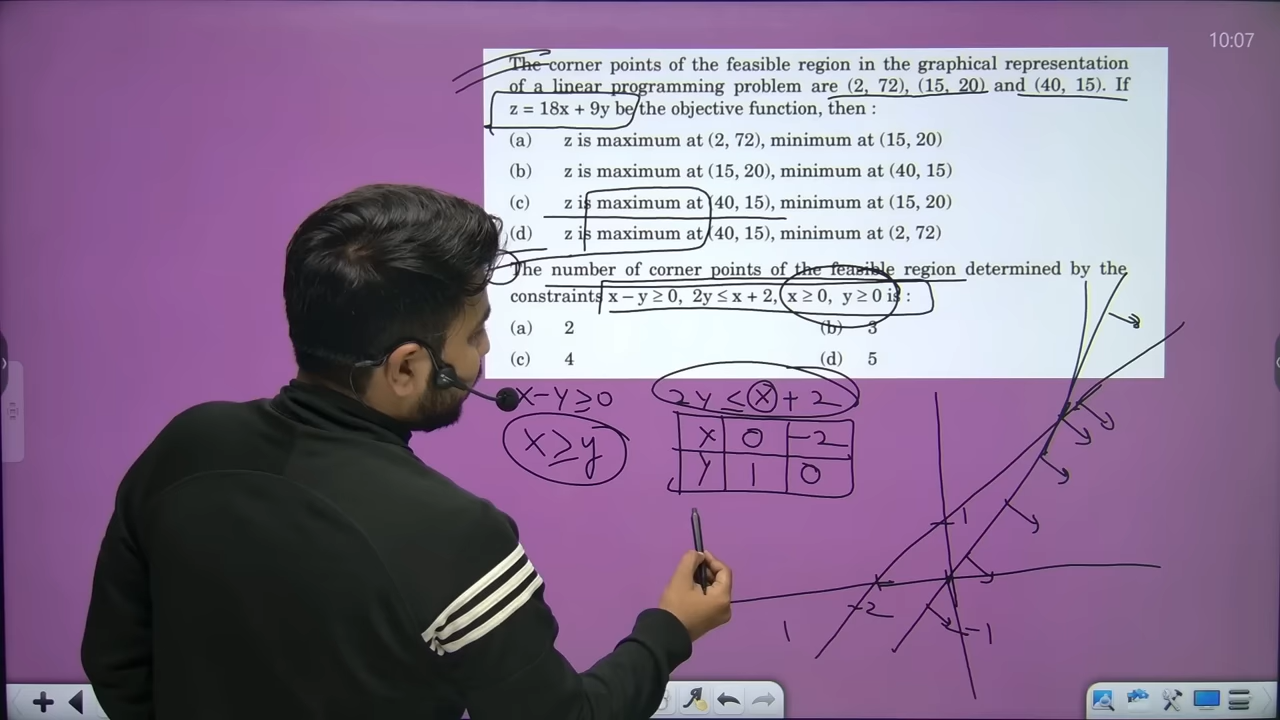 10:07
The corner points of the feasible region in the graphical representation
of a linear programming problem are (2, 72), (15, 20) and (40, 15). If
z = 18x + 9y be the objective function, then :
(a) z is maximum at (2, 72), minimum at (15, 20)
(b) z is maximum at (15, 20), minimum at (40, 15)
(c) z is maximum at (40, 15), minimum at (15, 20)
(d) z is maximum at (40, 15), minimum at (2, 72)
The number of corner points of the feasible region determined by the
constraints x – y ≥ 0, 2y ≤ x + 2, x ≥ 0, y ≥ 0 is :
(a) 2 (b) 3
(c) 4 (d) 5
x-y≥0 2y ≤ x + 2
x≥y
x 0 -2
y 1 0
1
-2
-1
1